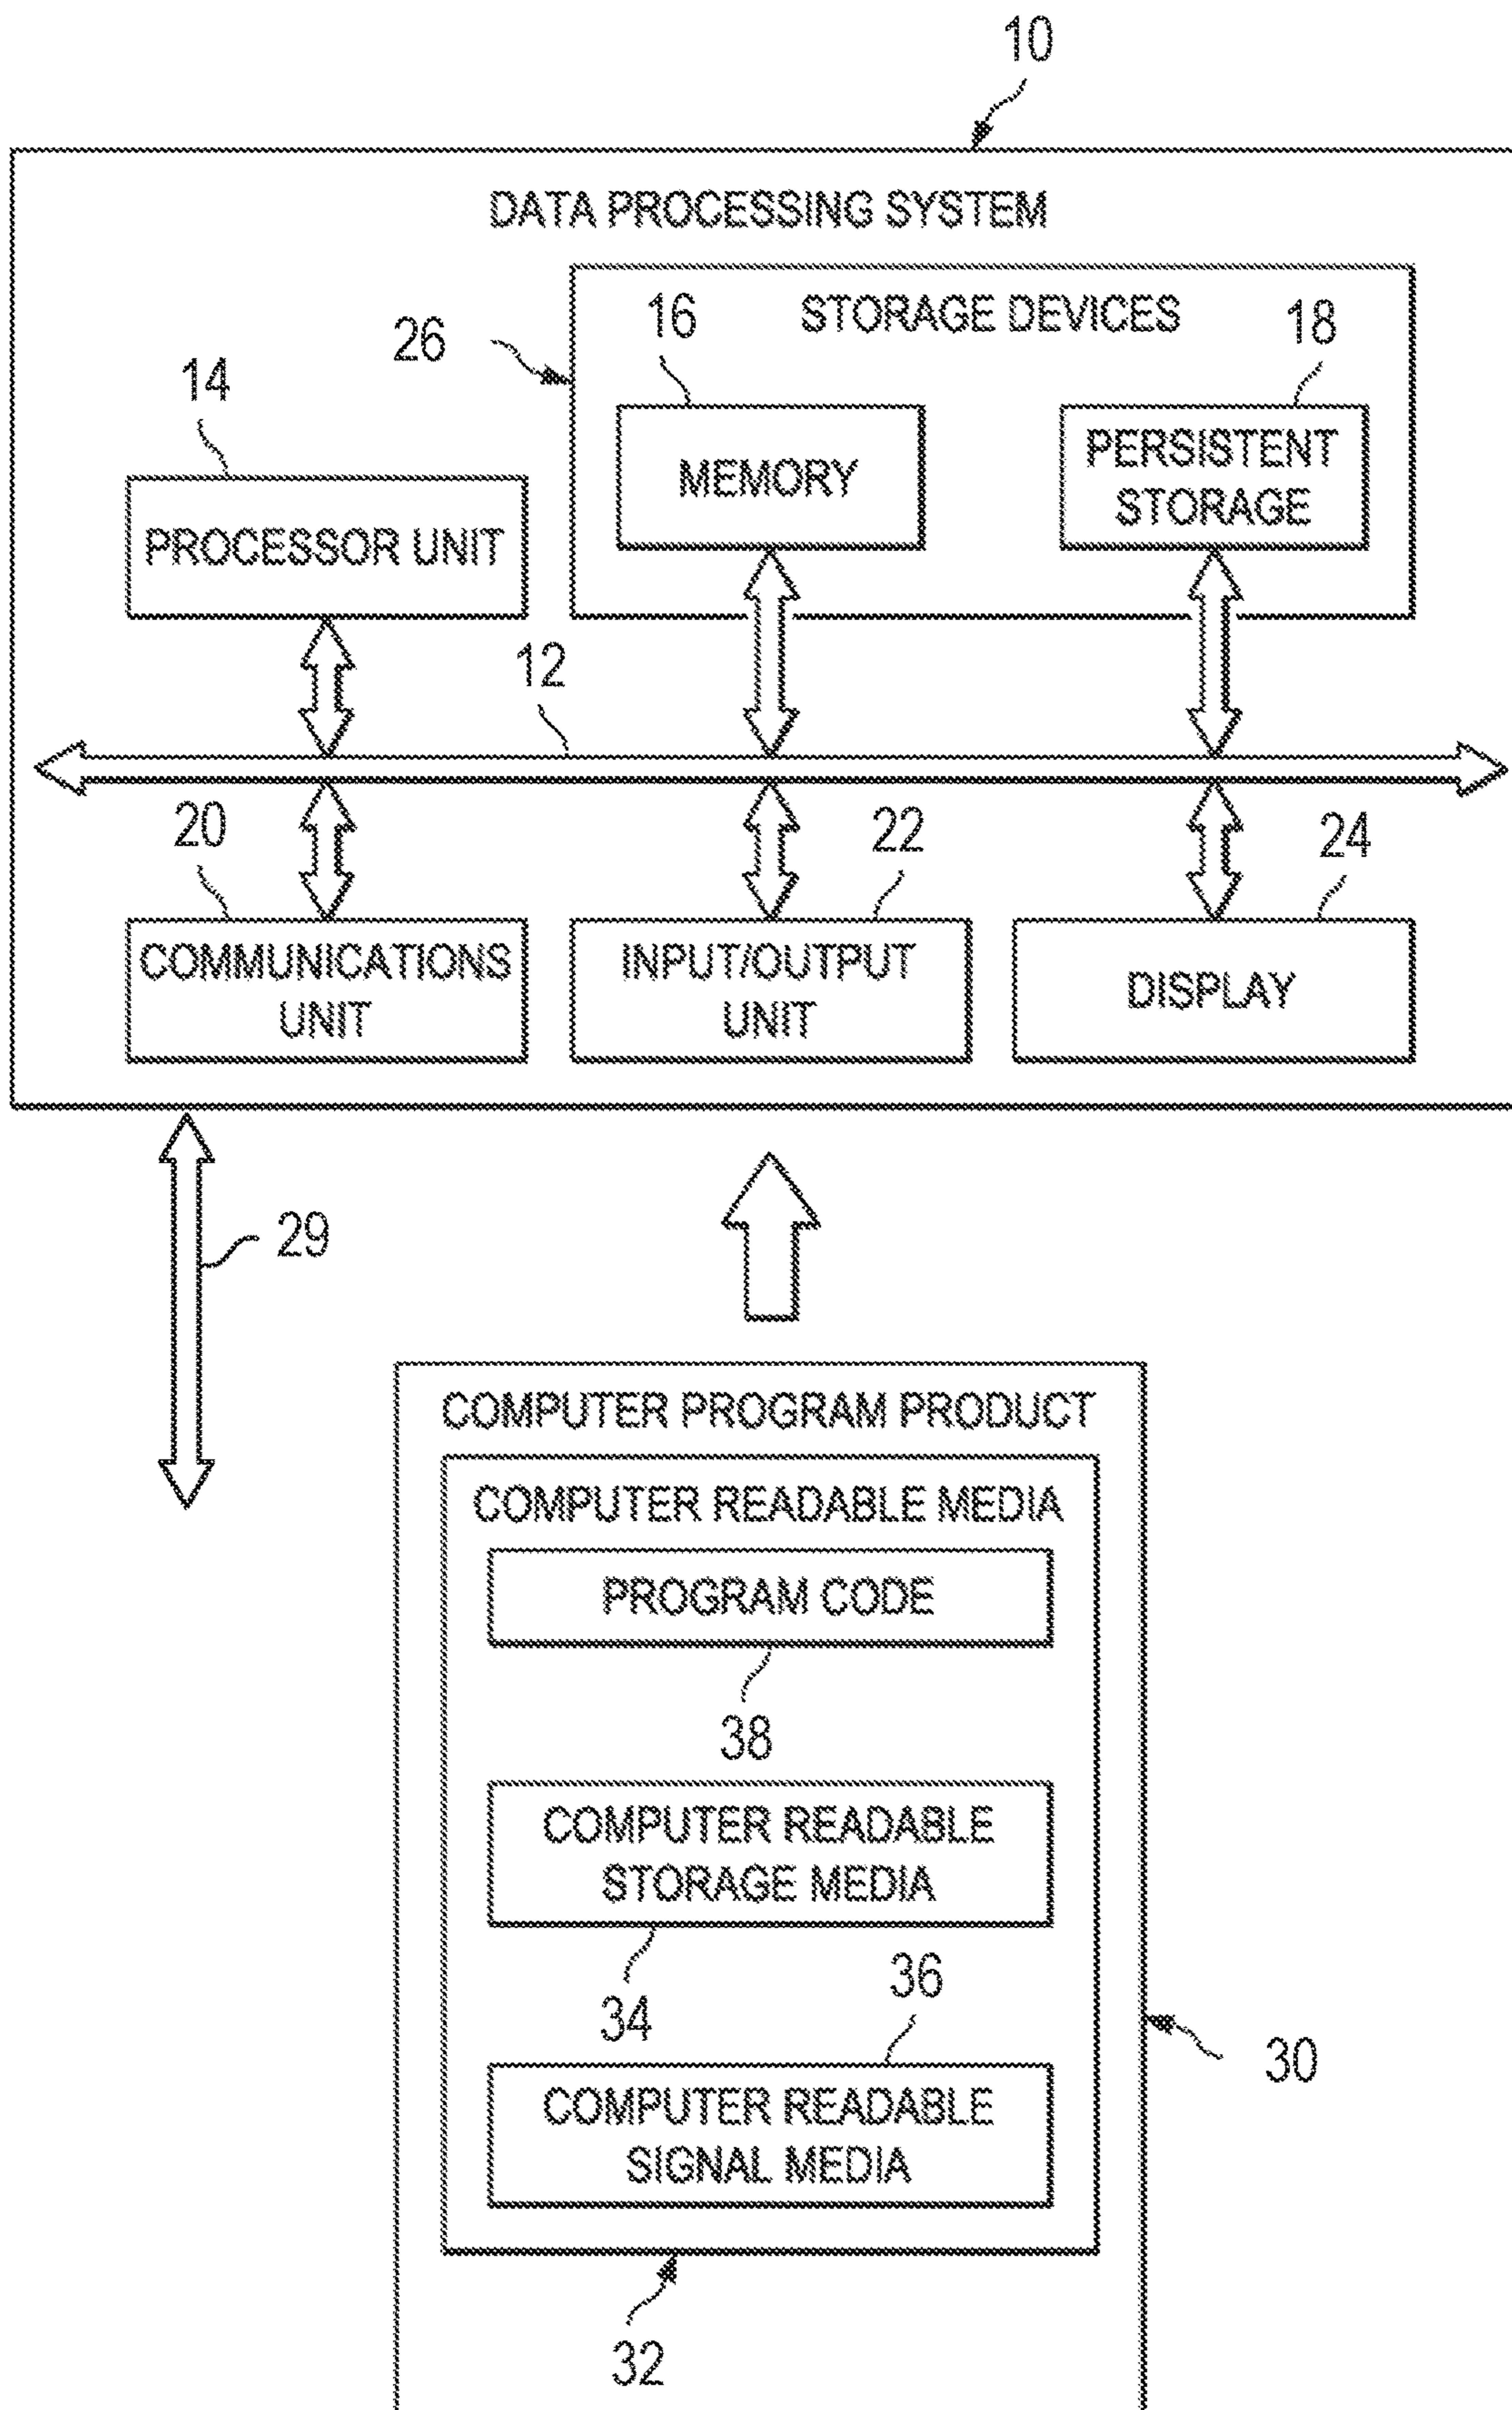 10
DATA PROCESSING SYSTEM
STORAGE DEVICES
26
16
18
14
MEMORY
PERSISTENT
STORAGE
PROCESSOR UNIT
12
20
22
24
COMMUNICATIONS
UNIT
INPUT/OUTPUT
UNIT
DISPLAY
29
COMPUTER PROGRAM PRODUCT
COMPUTER READABLE MEDIA
PROGRAM CODE
38
COMPUTER READABLE
STORAGE MEDIA
34
36
COMPUTER READABLE
SIGNAL MEDIA
30
32